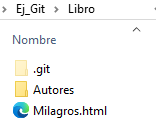 Ej_Git > Libro
Nombre
.git
Autores
Milagros.html